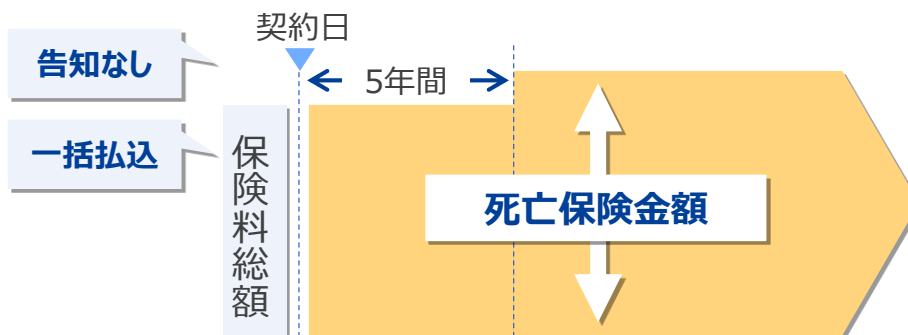 契約日
告知なし
5年間
一括払込
保険料総額
死亡保険金額